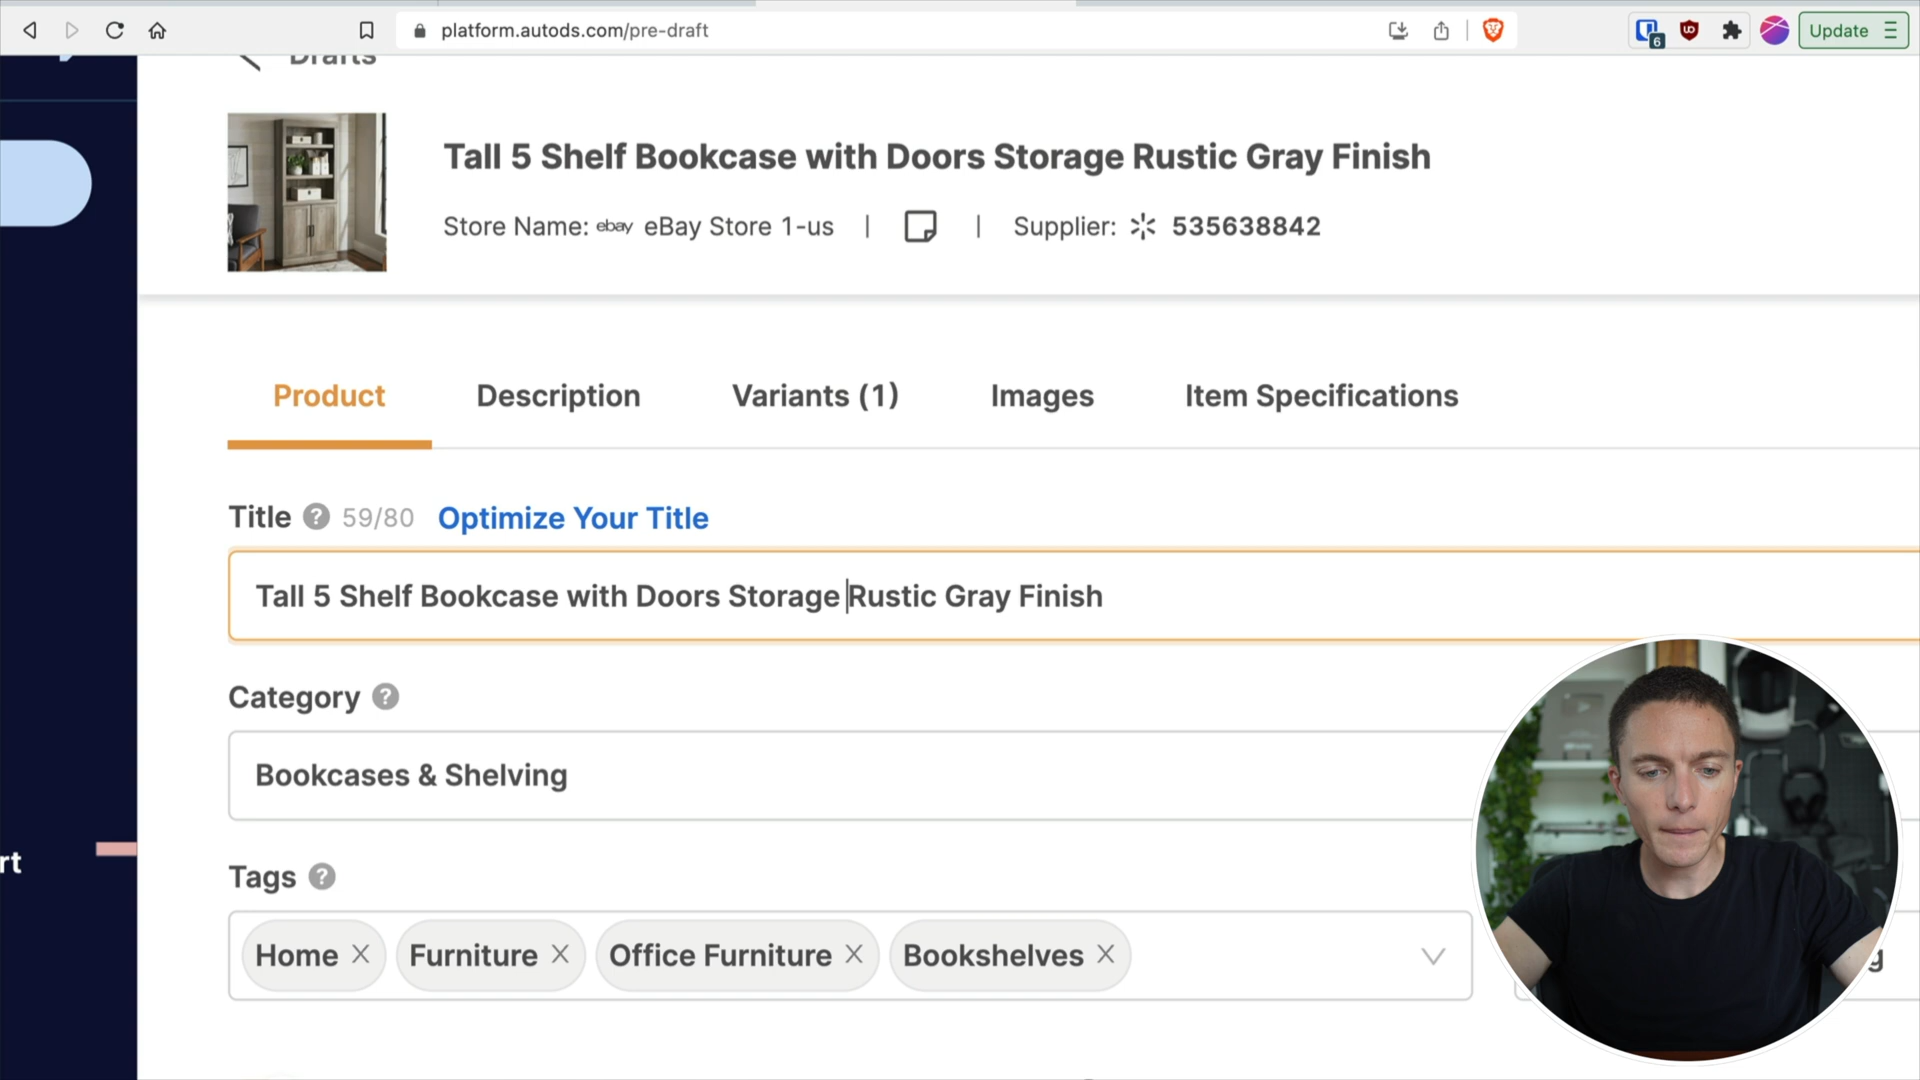 platform.autods.com/pre-draft
6
Update
Drafts
Tall 5 Shelf Bookcase with Doors Storage Rustic Gray Finish
Store Name: ebay eBay Store 1-us | | Supplier: 535638842
Product Description Variants (1) Images Item Specifications
Title ? 59/80 Optimize Your Title
Tall 5 Shelf Bookcase with Doors Storage Rustic Gray Finish
Category ?
Bookcases & Shelving
rt
Tags ?
Home X Furniture X Office Furniture X Bookshelves X
g